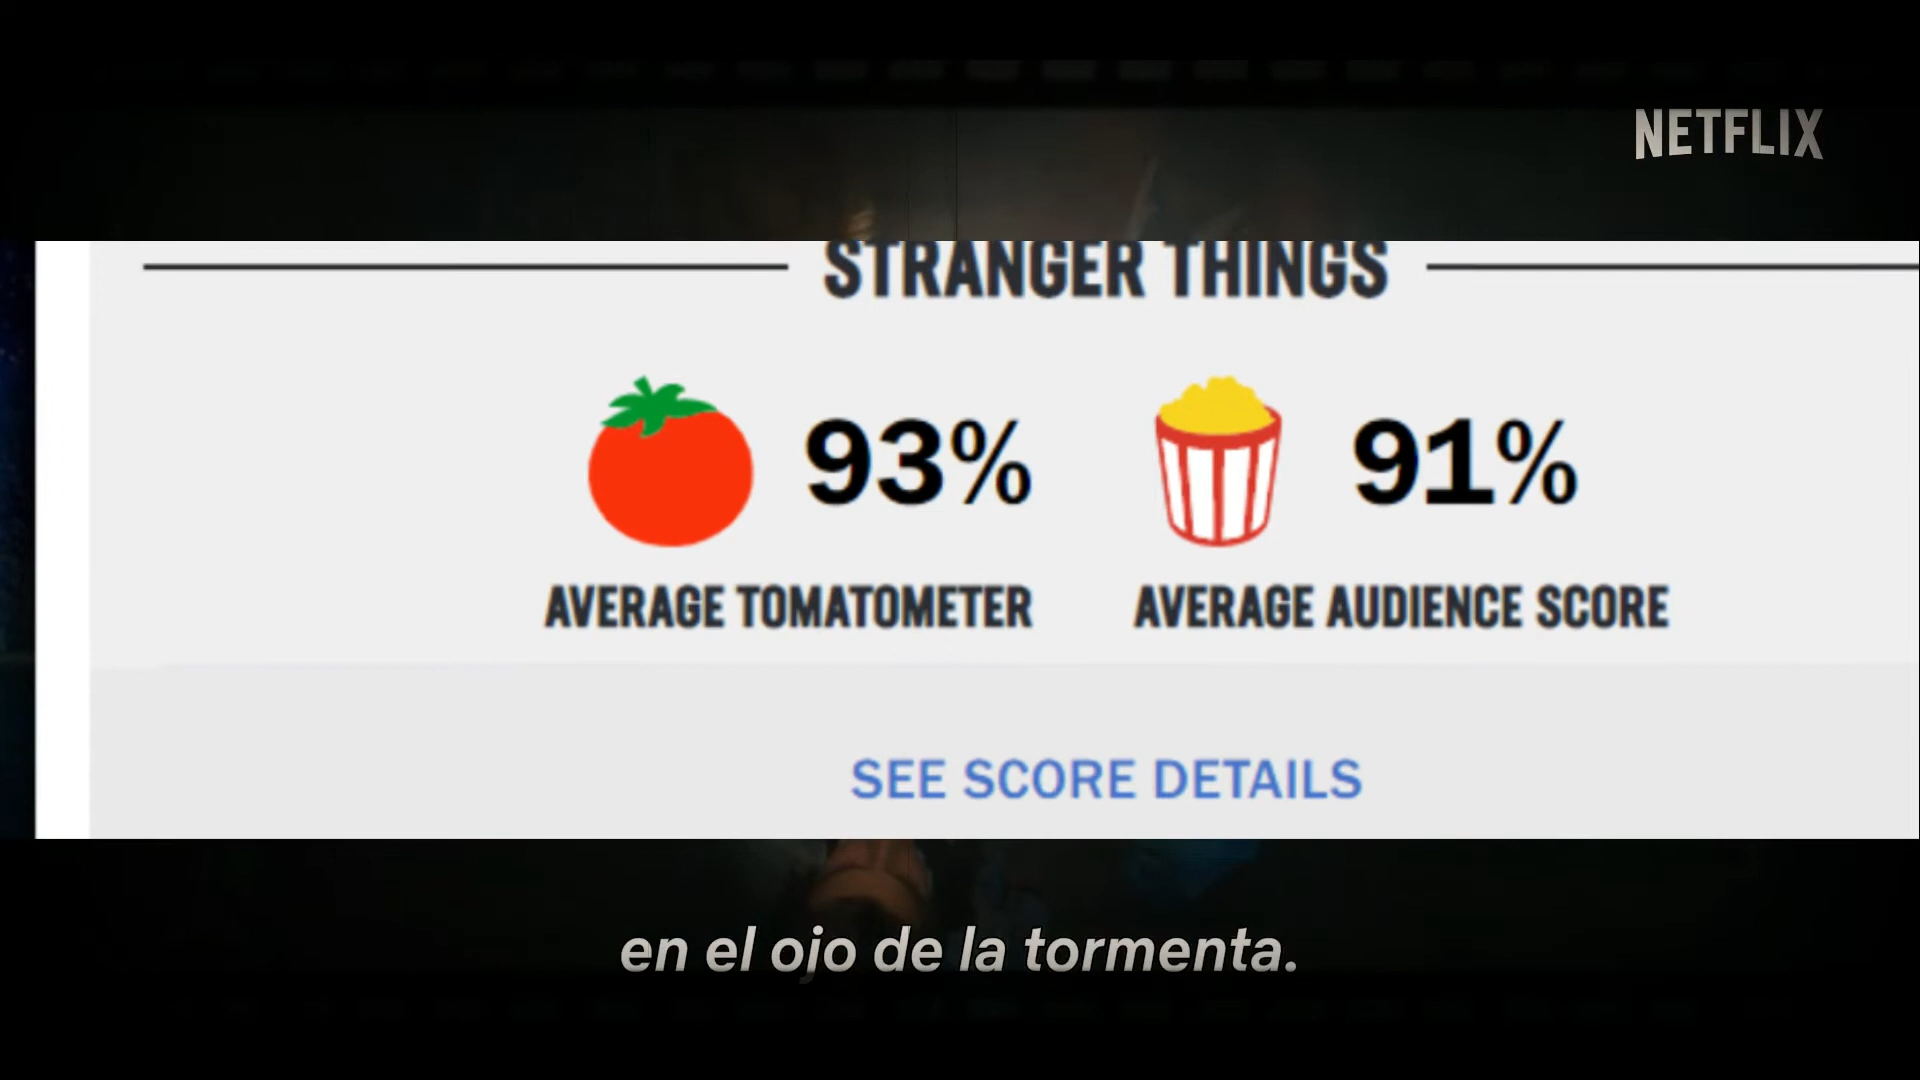 NETFLIX
STRANGER THINGS
93% 91%
AVERAGE TOMATOMETER AVERAGE AUDIENCE SCORE
SEE SCORE DETAILS
en el ojo de la tormenta.